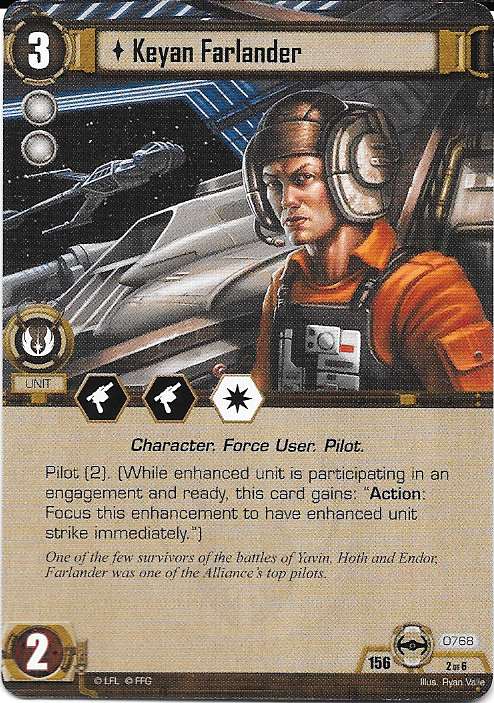 3
Keyan Farlander
UNIT
Character. Force User. Pilot.
Pilot (2). (While enhanced unit is participating in an
engagement and ready, this card gains: “Action:
Focus this enhancement to have enhanced unit
strike immediately.”)
One of the few survivors of the battles of Yavin, Hoth and Endor,
Farlander was one of the Alliance's top pilots.
2
156
0768
2 of 6
© LFL © FFG
Illus. Ryan Valle